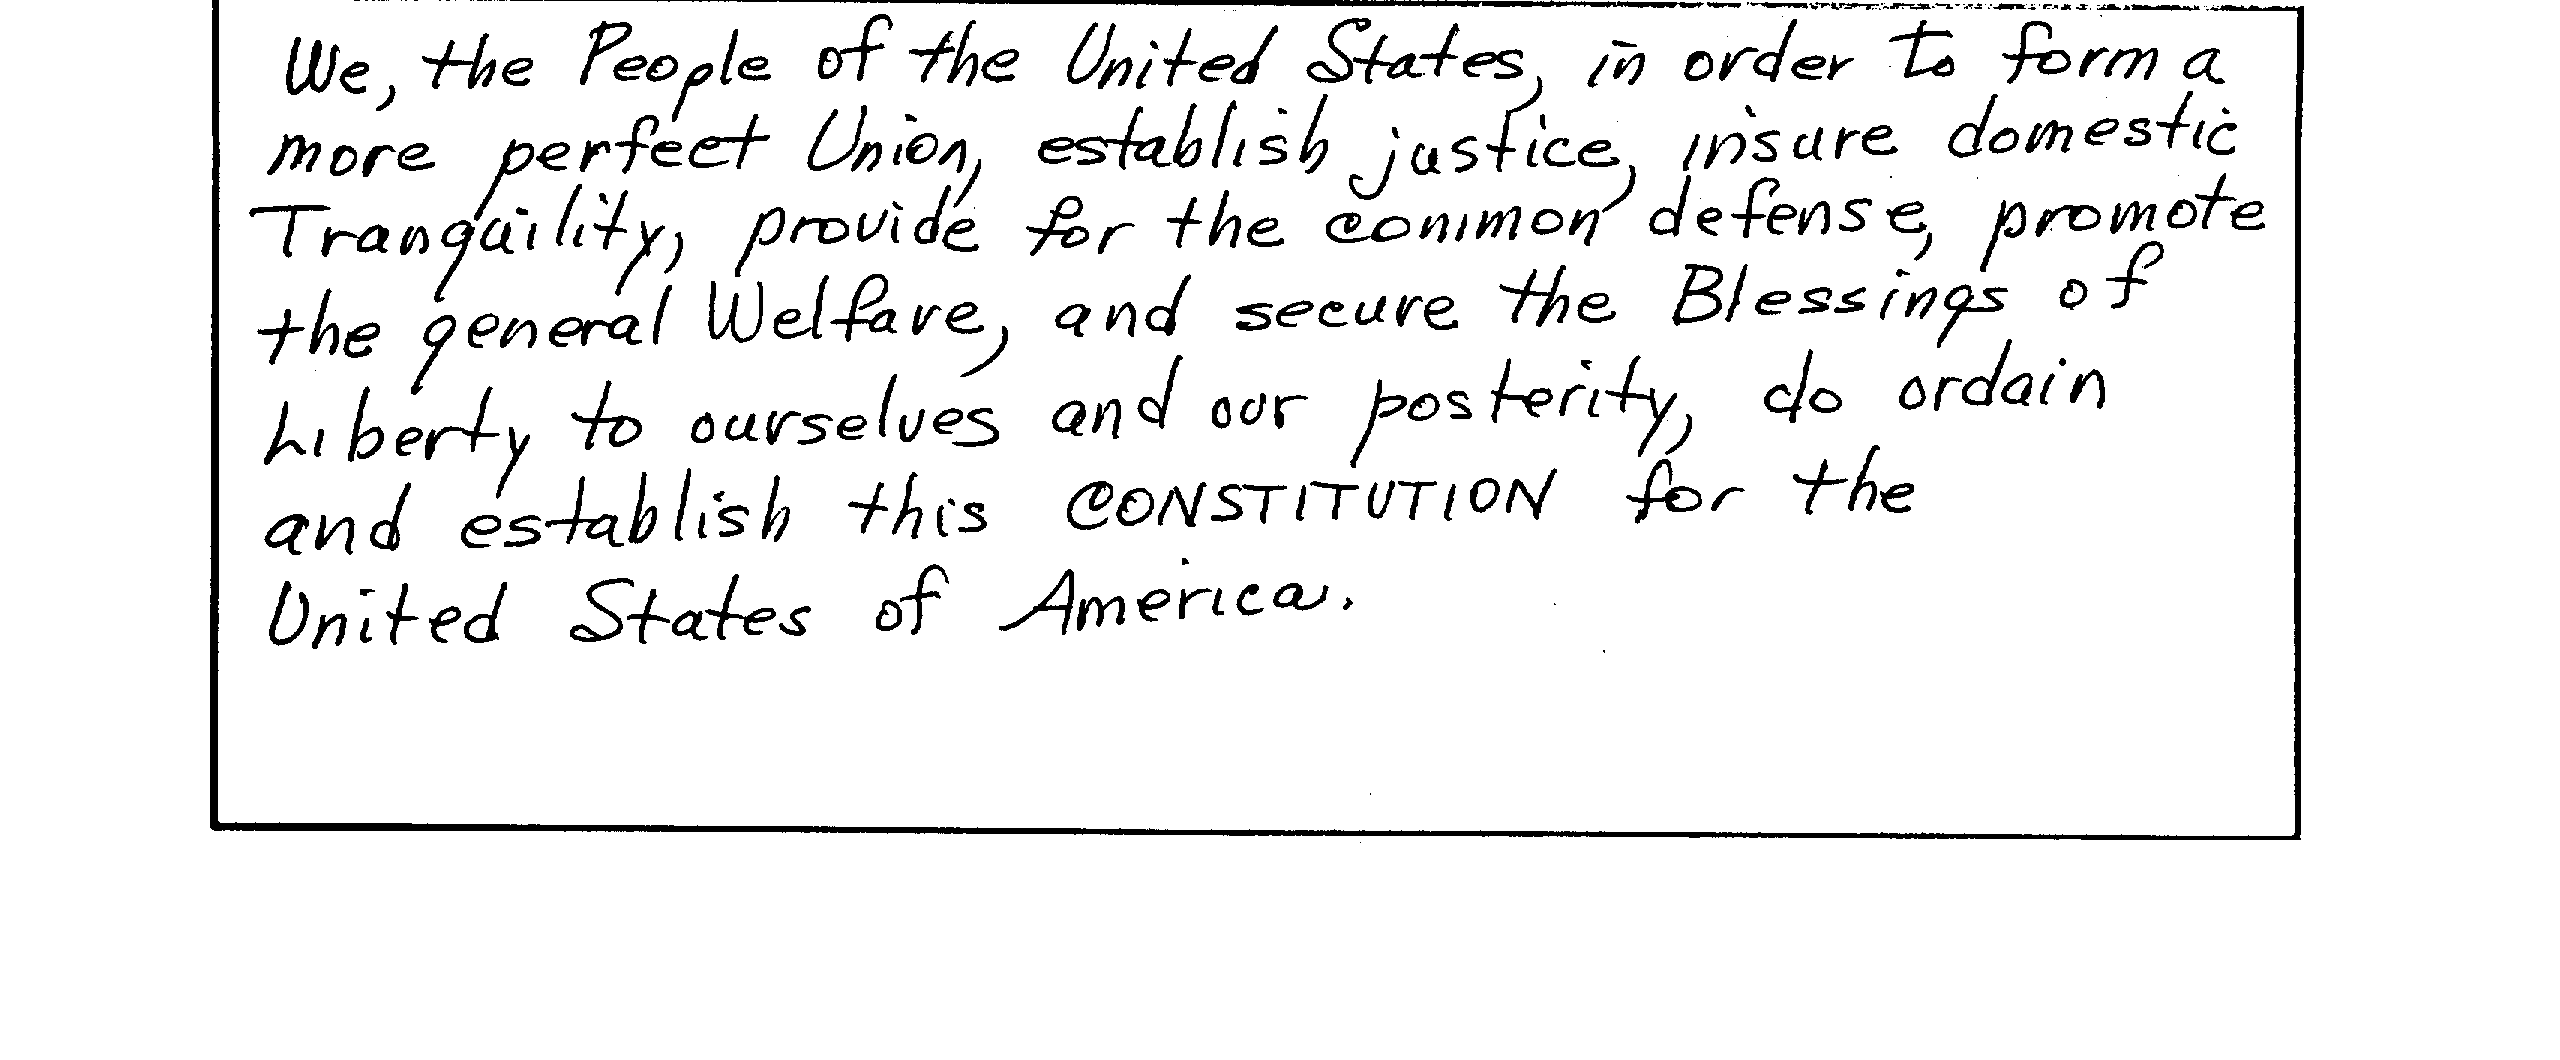 We, the People of the United States, in order to form a
more perfect Union, establish justice, insure domestic
Tranquility, provide for the common defense, promote
the general Welfare, and secure the Blessings of
Liberty to ourselves and our posterity, do ordain
and establish this CONSTITUTION for the
United States of America.